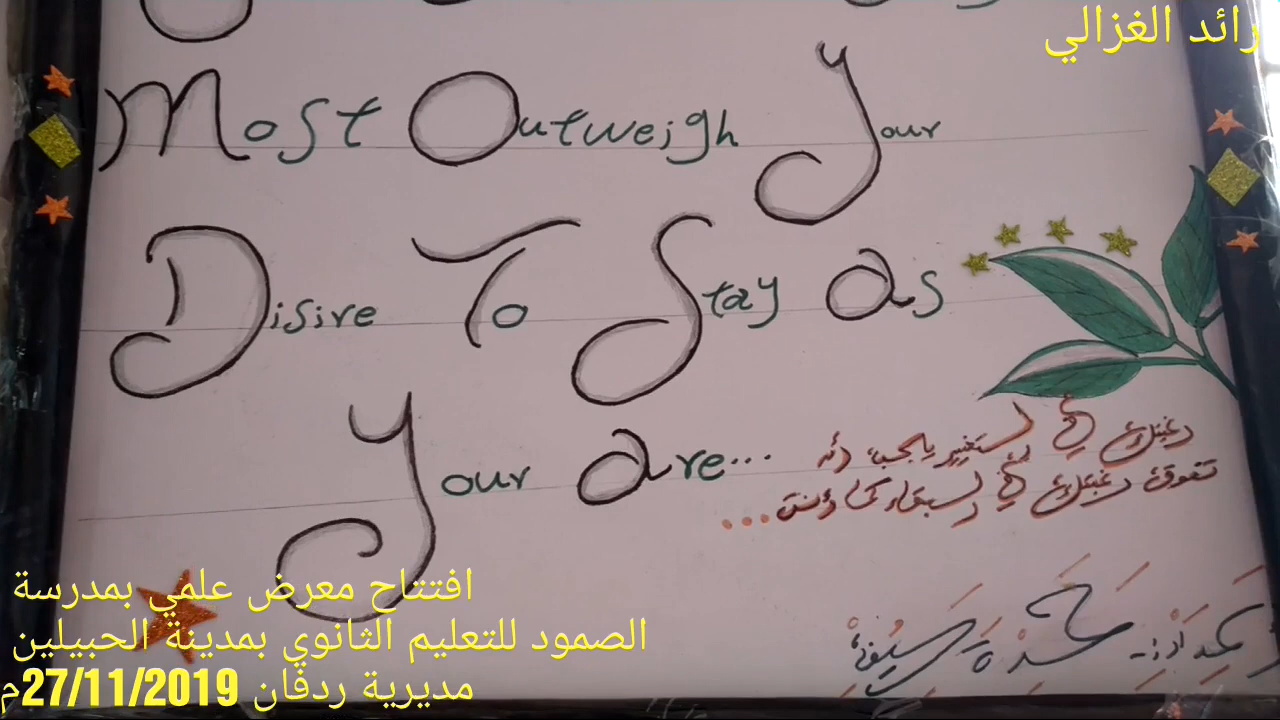 رائد الغزالي
Most Outweigh Your
Disire To Stay as
Your are...
رغبتك في التغيير يجب أن
تفوق رغبتك في البقاء كما أنت...
افتتاح معرض علمي بمدرسة
الصمود للتعليم الثانوي بمدينة الحبيلين
مديرية ردفان 27/11/2019م